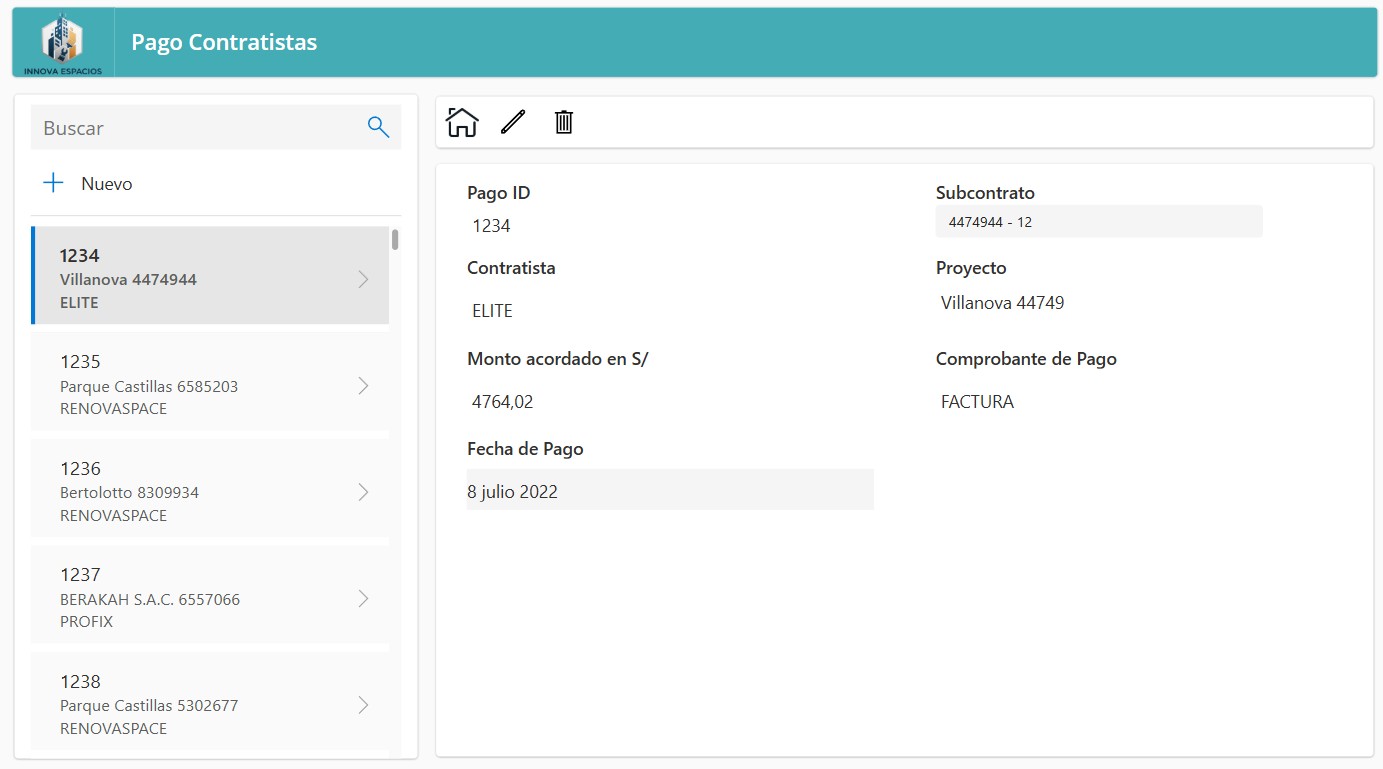 INNOVA ESPACIOS
Pago Contratistas
Buscar
Nuevo
1234
Villanova 4474944
ELITE
1235
Parque Castillas 6585203
RENOVASPACE
1236
Bertolotto 8309934
RENOVASPACE
1237
BERAKAH S.A.C. 6557066
PROFIX
1238
Parque Castillas 5302677
RENOVASPACE
Pago ID
1234
Subcontrato
4474944 - 12
Contratista
ELITE
Proyecto
Villanova 44749
Monto acordado en S/
4764,02
Comprobante de Pago
FACTURA
Fecha de Pago
8 julio 2022